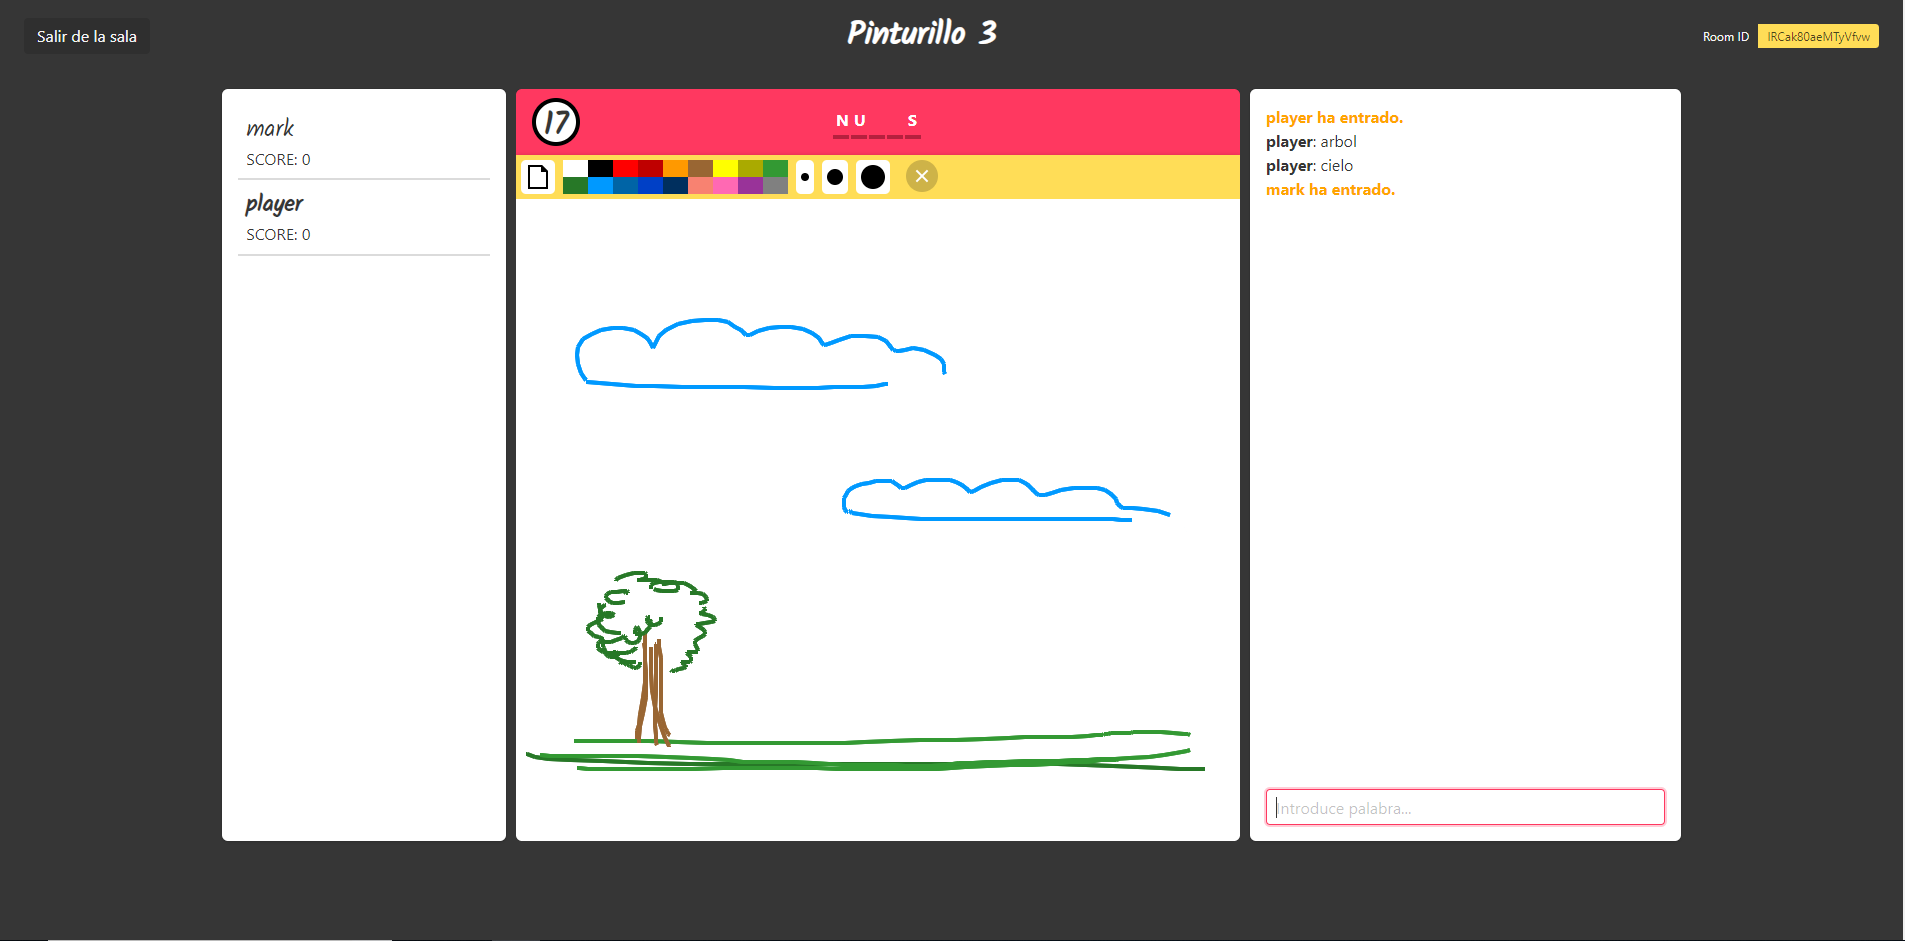 Salir de la sala
Pinturillo 3
Room ID lRCak80aeMTyVfvw
mark
SCORE: 0
player
SCORE: 0
17
N U _ _ S
player ha entrado.
player: arbol
player: cielo
mark ha entrado.
Introduce palabra...